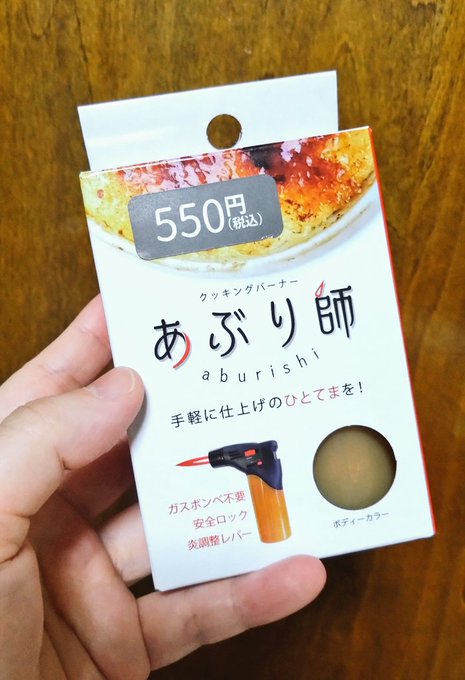 550円
(税込)
クッキングバーナー
あぶり師
aburishi
手軽に仕上げのひとてまを!
ガスボンベ不要
安全ロック
炎調整レバー
ボディーカラー